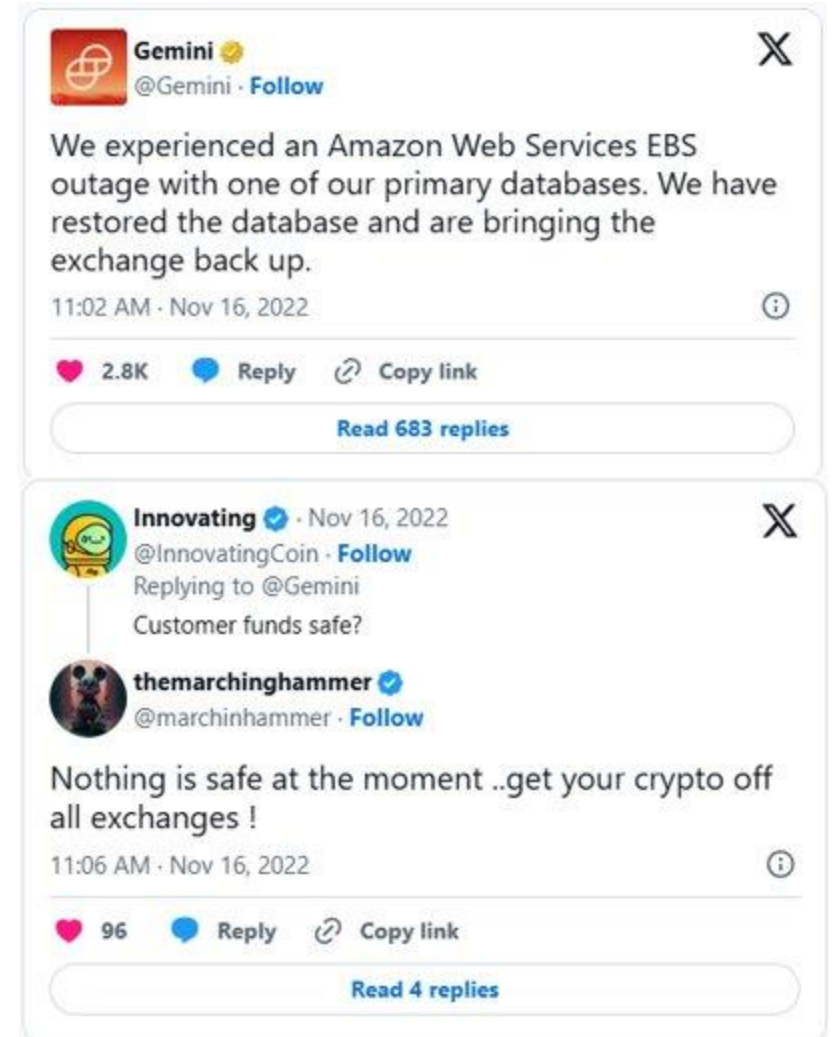 Gemini
@Gemini · Follow
We experienced an Amazon Web Services EBS
outage with one of our primary databases. We have
restored the database and are bringing the
exchange back up.
11:02 AM · Nov 16, 2022
2.8K Reply Copy link
Read 683 replies
Innovating · Nov 16, 2022
@InnovatingCoin · Follow
Replying to @Gemini
Customer funds safe?
themarchinghammer
@marchinhammer · Follow
Nothing is safe at the moment ..get your crypto off
all exchanges !
11:06 AM · Nov 16, 2022
96 Reply Copy link
Read 4 replies